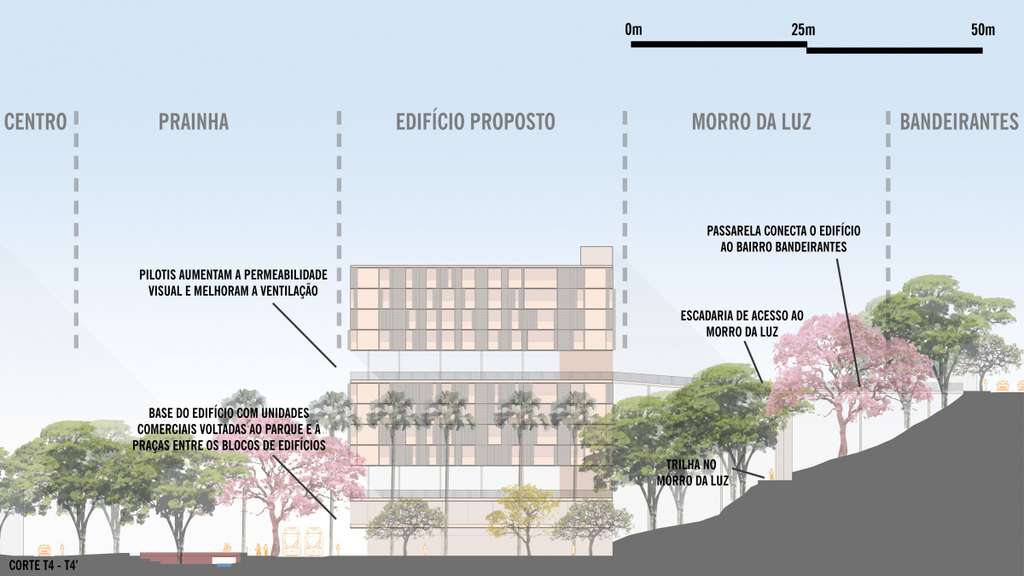 0m 25m 50m
CENTRO PRAINHA EDIFÍCIO PROPOSTO MORRO DA LUZ BANDEIRANTES
PASSARELA CONECTA O EDIFÍCIO
AO BAIRRO BANDEIRANTES
PILOTIS AUMENTAM A PERMEABILIDADE
VISUAL E MELHORAM A VENTILAÇÃO
ESCADARIA DE ACESSO AO
MORRO DA LUZ
BASE DO EDIFÍCIO COM UNIDADES
COMERCIAIS VOLTADAS AO PARQUE E A
PRAÇAS ENTRE OS BLOCOS DE EDIFÍCIOS
TRILHA NO
MORRO DA LUZ
CORTE T4 - T4'